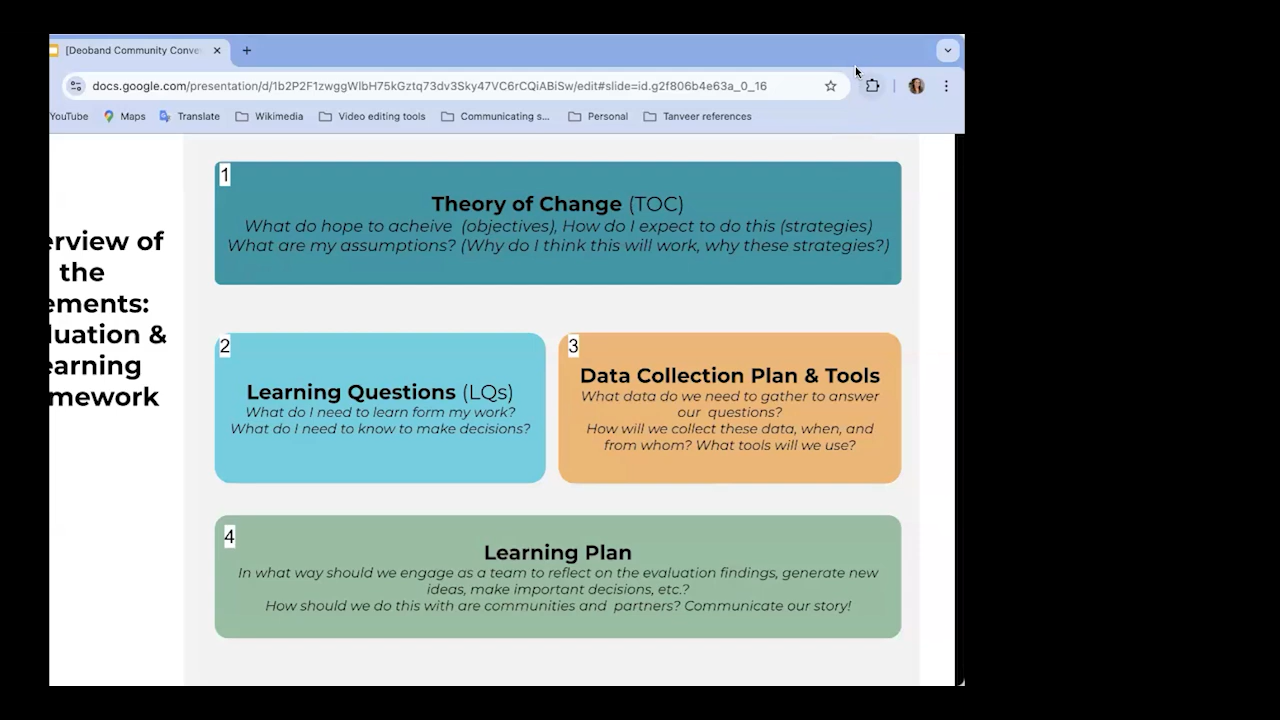 [Deoband Community Conve
docs.google.com/presentation/d/1b2P2F1zwggWlbH75kGztq73dv3Sky47VC6rCQiABiSw/edit#slide=id.g2f806b4e63a_0_16
YouTube Maps Translate Wikimedia Video editing tools Communicating s... Personal Tanveer references
erview of
the
ements:
luation &
earning
mework
1
Theory of Change (TOC)
What do hope to acheive (objectives), How do I expect to do this (strategies)
What are my assumptions? (Why do I think this will work, why these strategies?)
2
Learning Questions (LQs)
What do I need to learn form my work?
What do I need to know to make decisions?
3
Data Collection Plan & Tools
What data do we need to gather to answer
our questions?
How will we collect these data, when, and
from whom? What tools will we use?
4
Learning Plan
In what way should we engage as a team to reflect on the evaluation findings, generate new
ideas, make important decisions, etc.?
How should we do this with are communities and partners? Communicate our story!